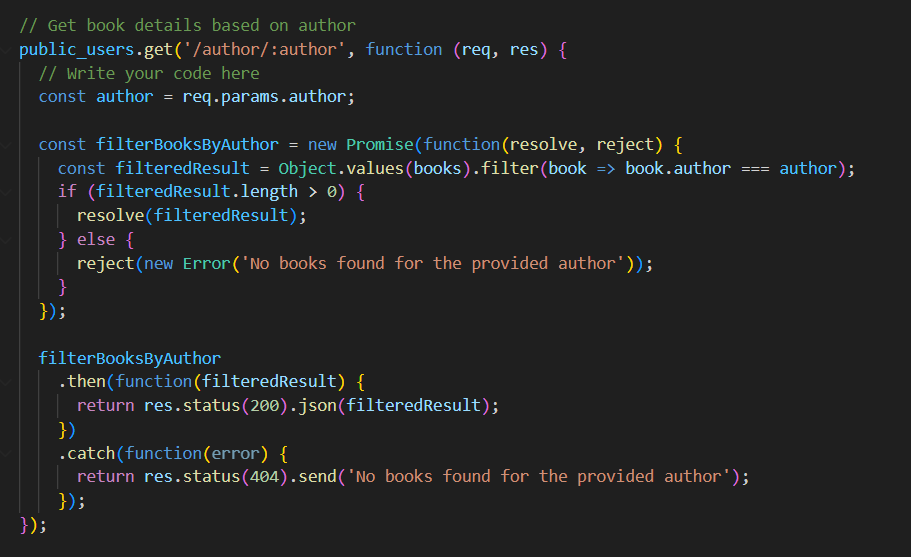 // Get book details based on author
public_users.get('/author/:author', function (req, res) {
  // Write your code here
  const author = req.params.author;

  const filterBooksByAuthor = new Promise(function(resolve, reject) {
    const filteredResult = Object.values(books).filter(book => book.author === author);
    if (filteredResult.length > 0) {
      resolve(filteredResult);
    } else {
      reject(new Error('No books found for the provided author'));
    }
  });

  filterBooksByAuthor
    .then(function(filteredResult) {
      return res.status(200).json(filteredResult);
    })
    .catch(function(error) {
      return res.status(404).send('No books found for the provided author');
    });
});